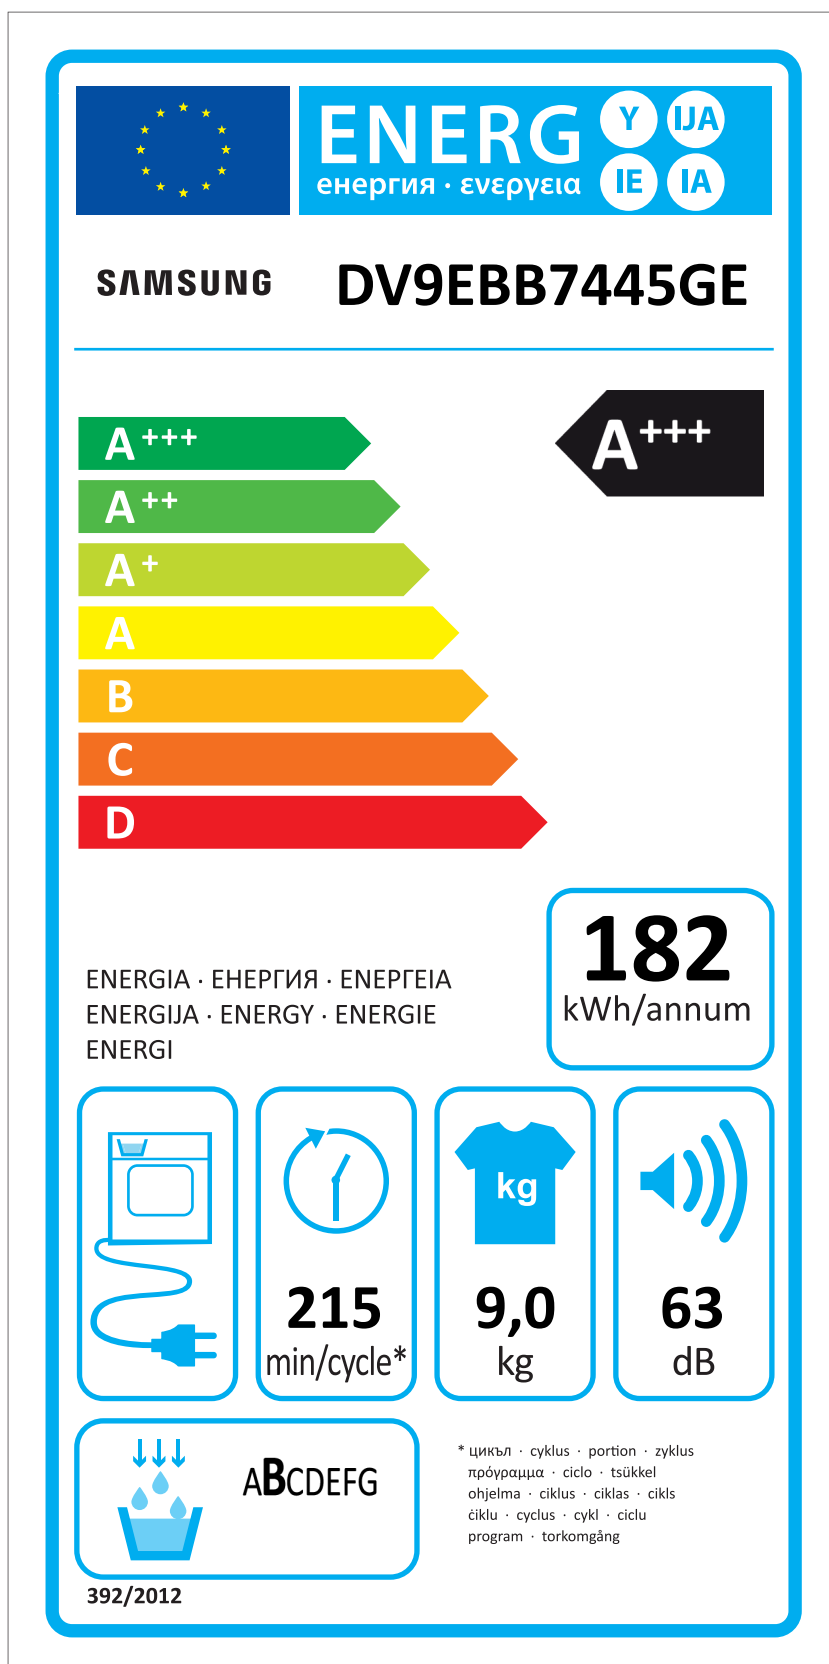 ENERG Y IJA
енергия · ενεργεια IE IA
SAMSUNG DV9EBB7445GE
A+++ A+++
A++
A+
A
B
C
D
182
kWh/annum
ENERGIA · ЕНЕРГИЯ · ΕΝΕΡΓΕΙΑ
ENERGIJA · ENERGY · ENERGIE
ENERGI
kg
215 9,0 63
min/cycle* kg dB
ABCDEFG
* цикъл · cyklus · portion · zyklus
πρόγραμμα · ciclo · tsükkel
ohjelma · ciklus · ciklas · cikls
ċiklu · cyclus · cykl · ciclu
program · torkomgång
392/2012